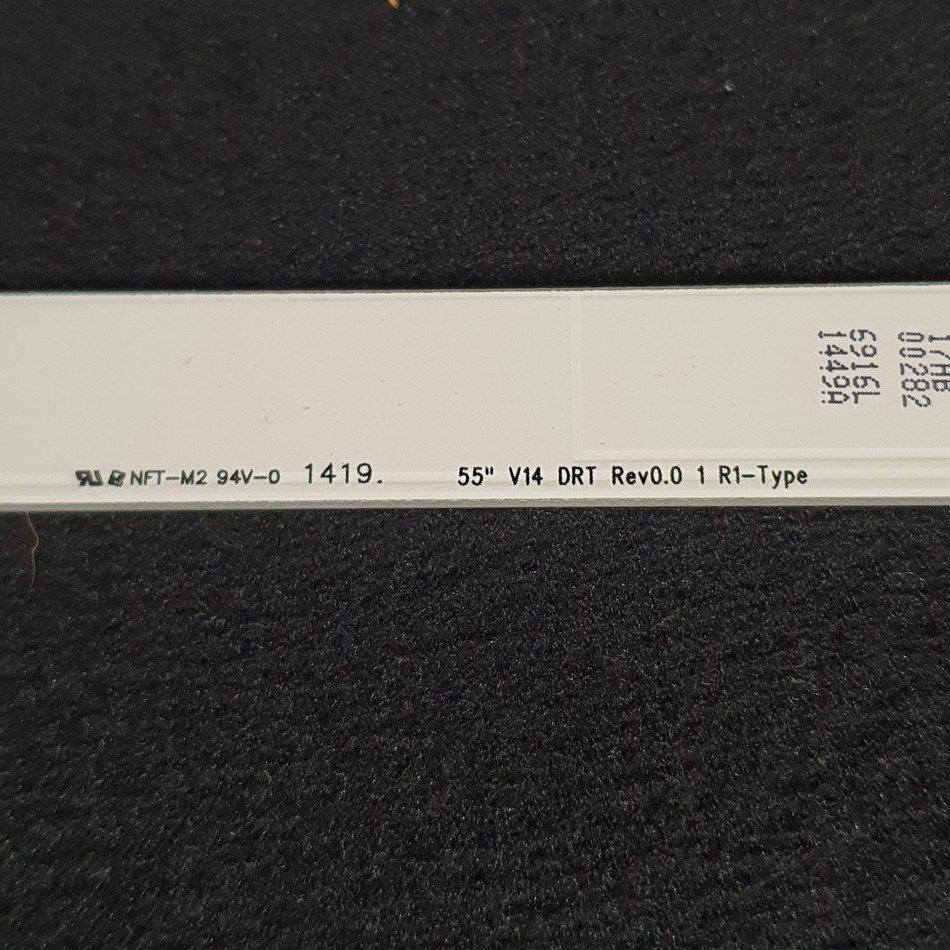 NFT-M2 94V-0 1419. 55" V14 DRT Rev0.0 1 R1-Type
00282
6916L
1449A